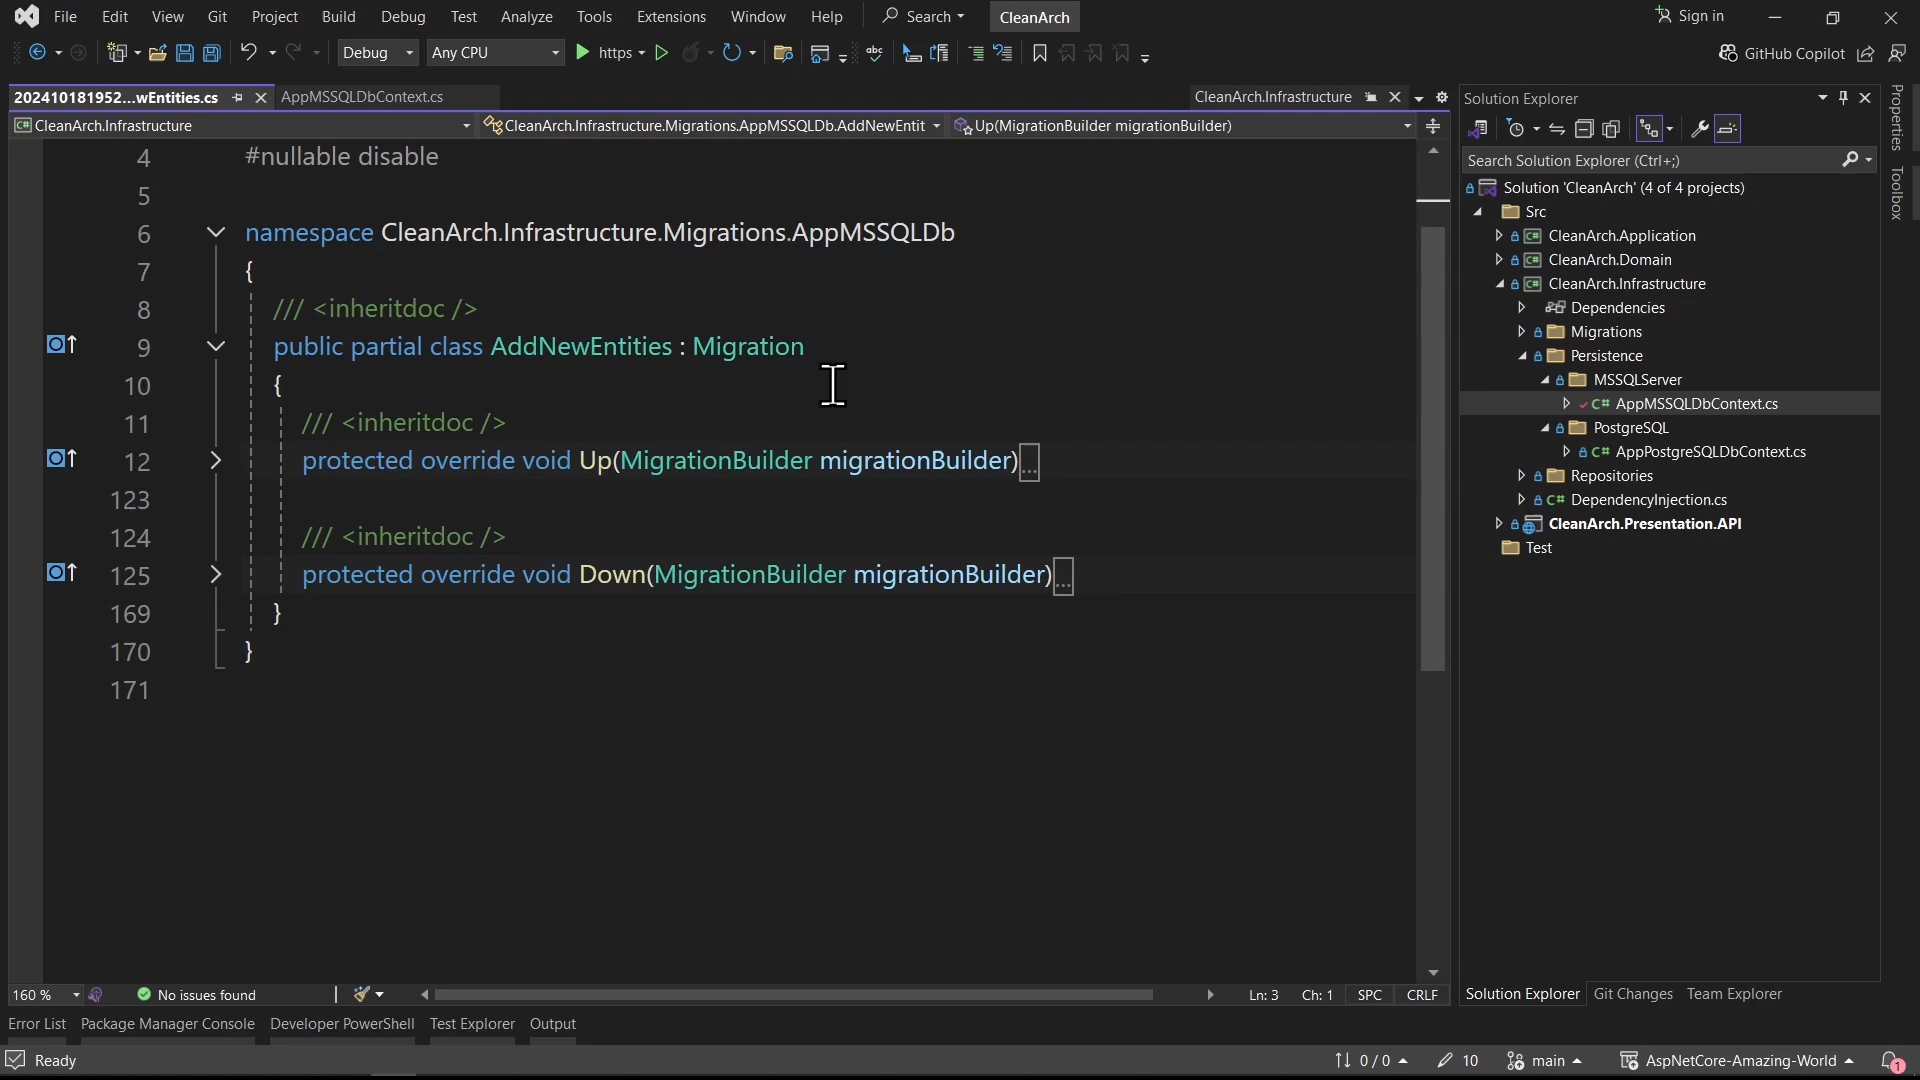 File Edit View Git Project Build Debug Test Analyze Tools Extensions Window Help Search CleanArch Sign in
Debug Any CPU https abc GitHub Copilot
202410181952...wEntities.cs AppMSSQLDbContext.cs CleanArch.Infrastructure
CleanArch.Infrastructure CleanArch.Infrastructure.Migrations.AppMSSQLDb.AddNewEntit Up(MigrationBuilder migrationBuilder)
4 #nullable disable
5
6 namespace CleanArch.Infrastructure.Migrations.AppMSSQLDb
7 {
8 /// <inheritdoc />
9 public partial class AddNewEntities : Migration
10 {
11 /// <inheritdoc />
12 protected override void Up(MigrationBuilder migrationBuilder)...
123
124 /// <inheritdoc />
125 protected override void Down(MigrationBuilder migrationBuilder)...
169 }
170 }
171
160 % No issues found Ln: 3 Ch: 1 SPC CRLF
Solution Explorer
Search Solution Explorer (Ctrl+;)
Solution 'CleanArch' (4 of 4 projects)
Src
C# CleanArch.Application
C# CleanArch.Domain
C# CleanArch.Infrastructure
Dependencies
Migrations
Persistence
MSSQLServer
C# AppMSSQLDbContext.cs
PostgreSQL
C# AppPostgreSQLDbContext.cs
Repositories
C# DependencyInjection.cs
CleanArch.Presentation.API
Test
Solution Explorer Git Changes Team Explorer
Properties
Toolbox
Error List Package Manager Console Developer PowerShell Test Explorer Output
Ready 0 / 0 10 main AspNetCore-Amazing-World 1